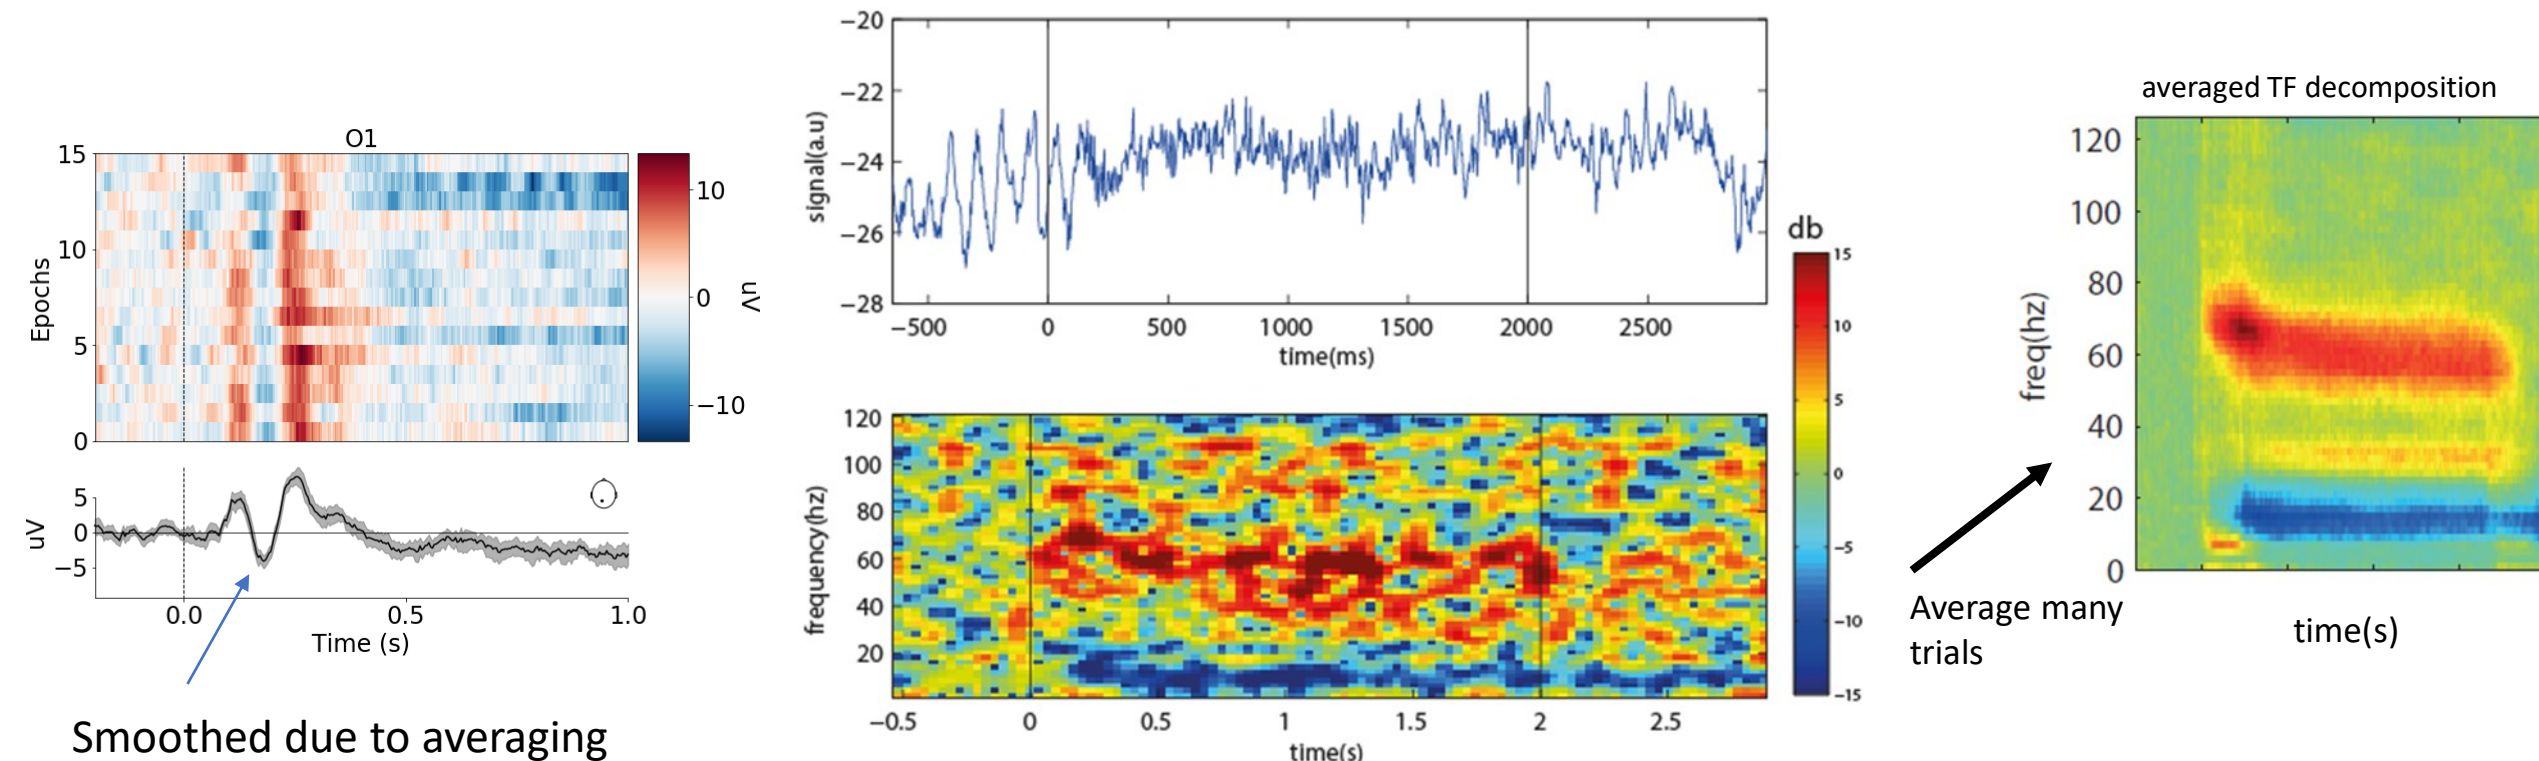 O1
15
10
5
0
Epochs
10
0
−10
uV
5
0
−5
uV
0.0 0.5 1.0
Time (s)
Smoothed due to averaging
−20
−22
−24
−26
−28
signal(a.u)
−500 0 500 1000 1500 2000 2500
time(ms)
120
100
80
60
40
20
frequency(hz)
−0.5 0 0.5 1 1.5 2 2.5
time(s)
db
15
10
5
0
−5
−10
−15
Average many
trials
averaged TF decomposition
120
100
80
60
40
20
0
freq(hz)
time(s)